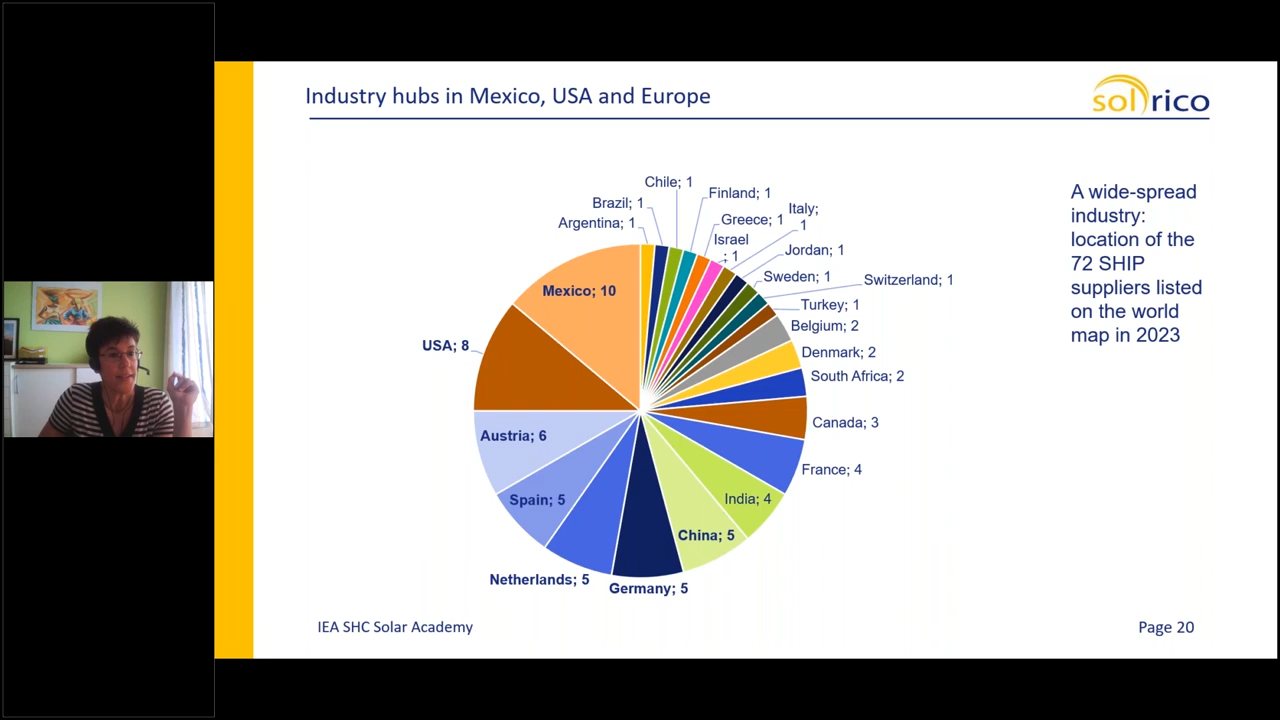 Industry hubs in Mexico, USA and Europe
solrico
Chile; 1
Finland; 1
Brazil; 1
Italy;
1
Argentina; 1
Greece; 1
Israel
; 1
Jordan; 1
Sweden; 1
Switzerland; 1
Turkey; 1
Belgium; 2
Denmark; 2
South Africa; 2
Canada; 3
France; 4
India; 4
China; 5
Germany; 5
Netherlands; 5
Spain; 5
Austria; 6
USA; 8
Mexico; 10
A wide-spread
industry:
location of the
72 SHIP
suppliers listed
on the world
map in 2023
IEA SHC Solar Academy
Page 20